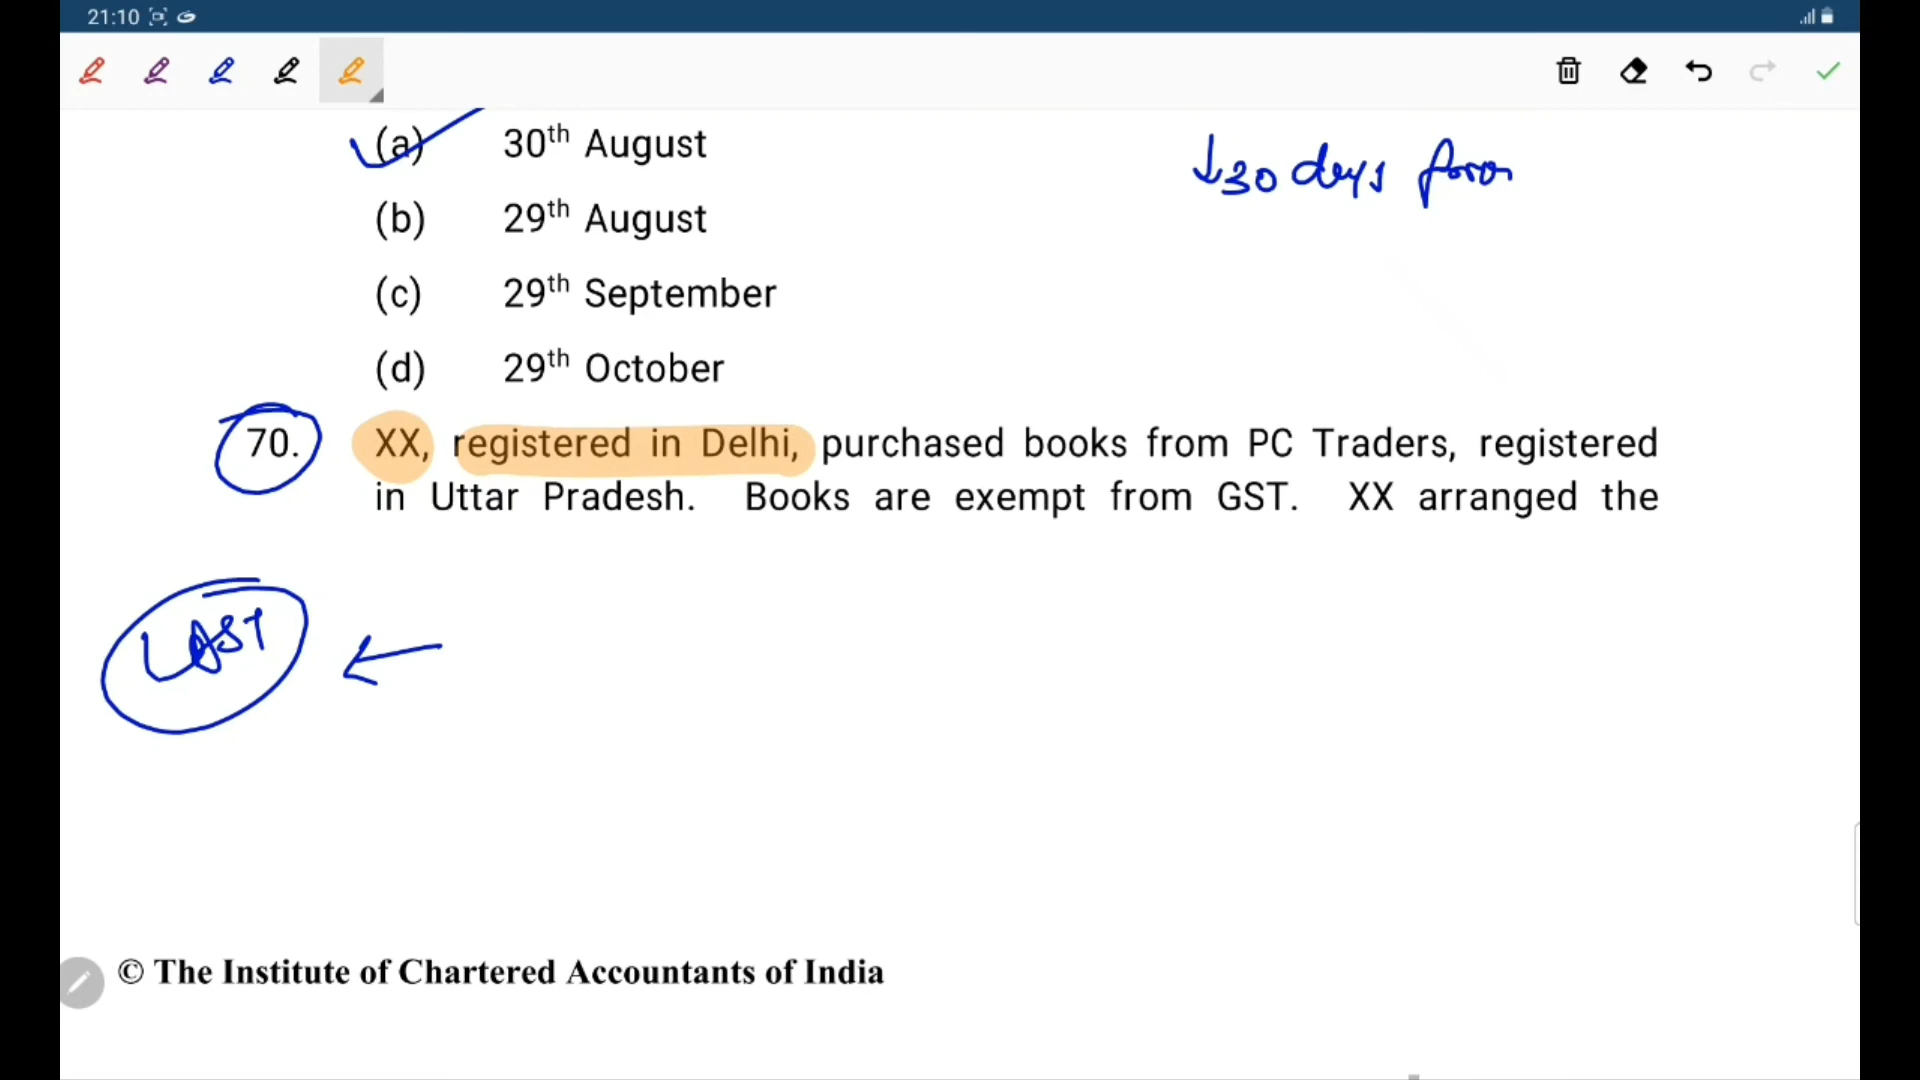 21:10
(a) 30th August
↓30 days from
(b) 29th August
(c) 29th September
(d) 29th October
70. XX, registered in Delhi, purchased books from PC Traders, registered
in Uttar Pradesh. Books are exempt from GST. XX arranged the
LAST ←
© The Institute of Chartered Accountants of India